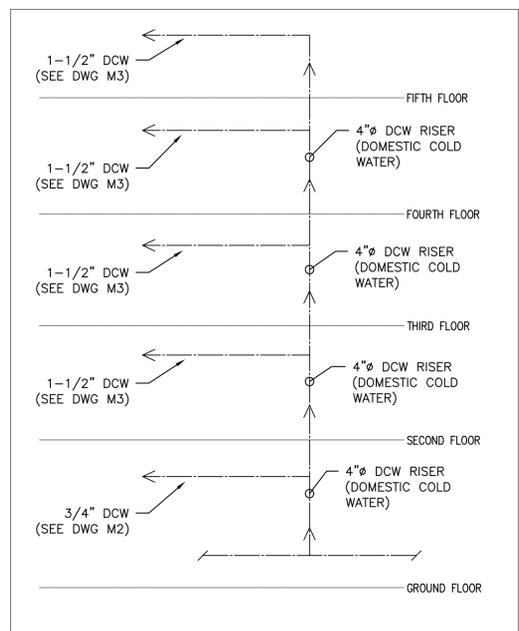 1-1/2" DCW
(SEE DWG M3)
FIFTH FLOOR
4"ø DCW RISER
(DOMESTIC COLD
WATER)
1-1/2" DCW
(SEE DWG M3)
FOURTH FLOOR
4"ø DCW RISER
(DOMESTIC COLD
WATER)
1-1/2" DCW
(SEE DWG M3)
THIRD FLOOR
4"ø DCW RISER
(DOMESTIC COLD
WATER)
1-1/2" DCW
(SEE DWG M3)
SECOND FLOOR
4"ø DCW RISER
(DOMESTIC COLD
WATER)
3/4" DCW
(SEE DWG M2)
GROUND FLOOR